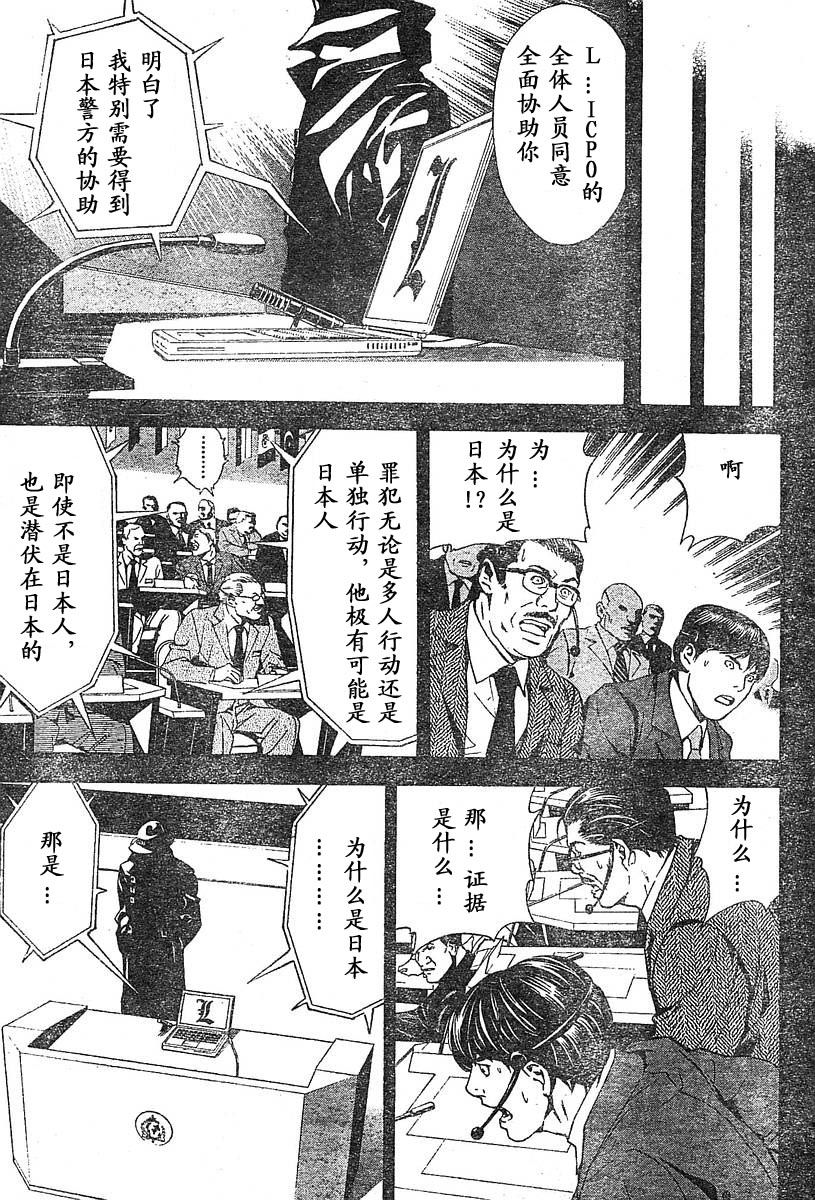 L…ICPO的
全体人员同意
全面协助你
明白了
我特别需要得到
日本警方的协助
啊
为…
为什么是
日本!?
罪犯无论是多人行动还是
单独行动，他极有可能是
日本人
………
即使不是日本人，
也是潜伏在日本的
为什么…
那…证据
是什么…
为什么是日本
…………
那是…
L